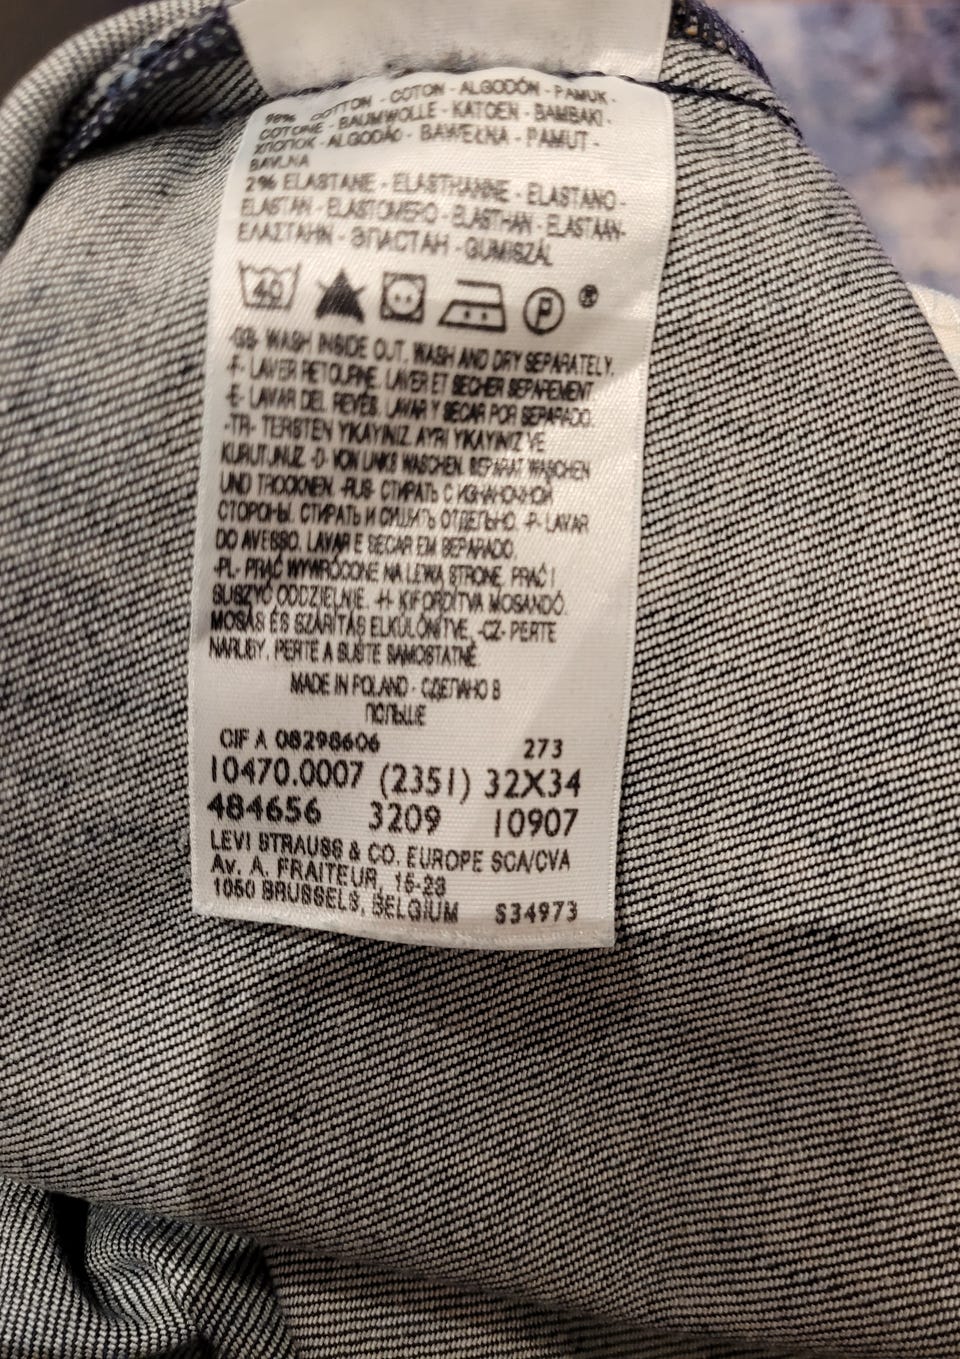 98% COTTON - COTON - ALGODÓN - PAMUK -
COTONE - BAUMWOLLE - KATOEN - BAMBAKI -
ХЛОПОК - ALGODÃO - BAWEŁNA - PAMUT -
BAVLNA
2% ELASTANE - ELASTHANNE - ELASTANO -
ELASTAN - ELASTOMERO - ELASTHAN - ELASTAAN-
ΕΛΑΣΤΑΗΝ - ЭЛАСТАН - GUMISZÁL
40 P ®
-GB- WASH INSIDE OUT. WASH AND DRY SEPARATELY.
-F- LAVER RETOURNE. LAVER ET SECHER SEPAREMENT
-E- LAVAR DEL REVÉS. LAVAR Y SECAR POR SEPARADO.
-TR- TERSTEN YKAYINIZ. AYRI YKAYINIZ VE
KURUTUNUZ. -D- VON LINKS WASCHEN. SEPARAT WASCHEN
UND TROCKNEN. -RUS- СТИРАТЬ С ИЗНАНОЧНОЙ
СТОРОНЫ. СТИРАТЬ И СУШИТЬ ОТДЕЛЬНО. -P- LAVAR
DO AVESSO. LAVAR E SECAR EM SEPARADO.
-PL- PRAĆ WYWRÓCONE NA LEWĄ STRONE. PRAĆ I
SUSZYĆ ODDZIELNIE. -H- KIFORDÍTVA MOSANDÓ.
MOSÁS ÉS SZÁRÍTÁS ELKÜLÖNÍTVE. -CZ- PERTE
NARUBY. PERTE A SUŠTE SAMOSTATNĚ.
MADE IN POLAND - СДЕЛАНО В
ПОЛЬШЕ
CIF A 08298606 273
10470.0007 (2351) 32X34
484656 3209 10907
LEVI STRAUSS & CO. EUROPE SCA/CVA
Av. A. FRAITEUR, 15-23
1050 BRUSSELS, BELGIUM S34973